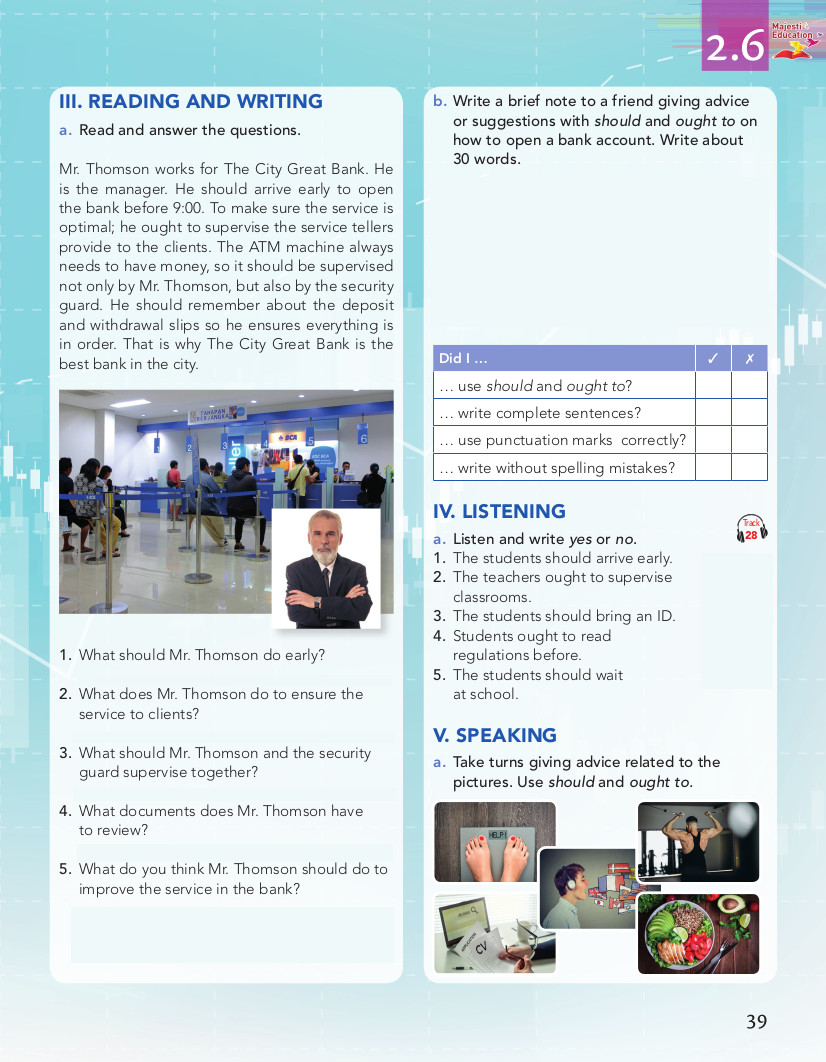 2.6
Majesti
Education
III. READING AND WRITING
a. Read and answer the questions.
Mr. Thomson works for The City Great Bank. He
is the manager. He should arrive early to open
the bank before 9:00. To make sure the service is
optimal; he ought to supervise the service tellers
provide to the clients. The ATM machine always
needs to have money, so it should be supervised
not only by Mr. Thomson, but also by the security
guard. He should remember about the deposit
and withdrawal slips so he ensures everything is
in order. That is why The City Great Bank is the
best bank in the city.
TAHAPAN
BERJANGKA
1
2
3
4
5
6
BCA
1. What should Mr. Thomson do early?
2. What does Mr. Thomson do to ensure the
service to clients?
3. What should Mr. Thomson and the security
guard supervise together?
4. What documents does Mr. Thomson have
to review?
5. What do you think Mr. Thomson should do to
improve the service in the bank?
b. Write a brief note to a friend giving advice
or suggestions with should and ought to on
how to open a bank account. Write about
30 words.
Did I … ✓ ✗
… use should and ought to?
… write complete sentences?
… use punctuation marks correctly?
… write without spelling mistakes?
IV. LISTENING
Track
28
a. Listen and write yes or no.
1. The students should arrive early.
2. The teachers ought to supervise
classrooms.
3. The students should bring an ID.
4. Students ought to read
regulations before.
5. The students should wait
at school.
V. SPEAKING
a. Take turns giving advice related to the
pictures. Use should and ought to.
HELP!
APPLICATION
CV
39